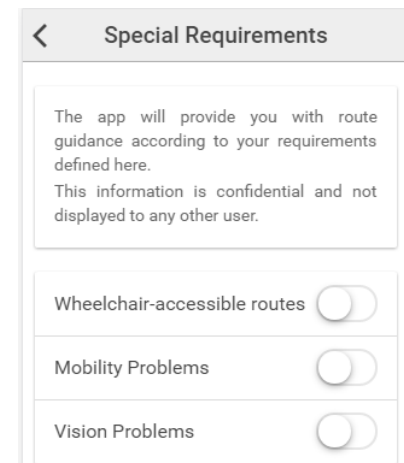 Special Requirements
The app will provide you with route
guidance according to your requirements
defined here.
This information is confidential and not
displayed to any other user.
Wheelchair-accessible routes
Mobility Problems
Vision Problems